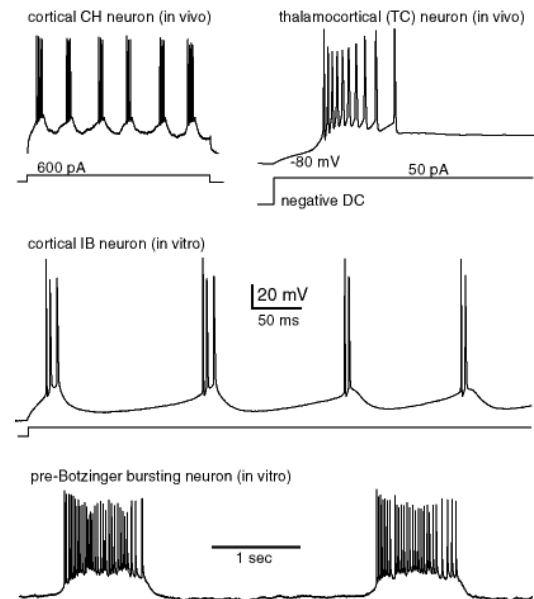 cortical CH neuron (in vivo)
thalamocortical (TC) neuron (in vivo)
600 pA
-80 mV
50 pA
negative DC
cortical IB neuron (in vitro)
20 mV
50 ms
pre-Botzinger bursting neuron (in vitro)
1 sec